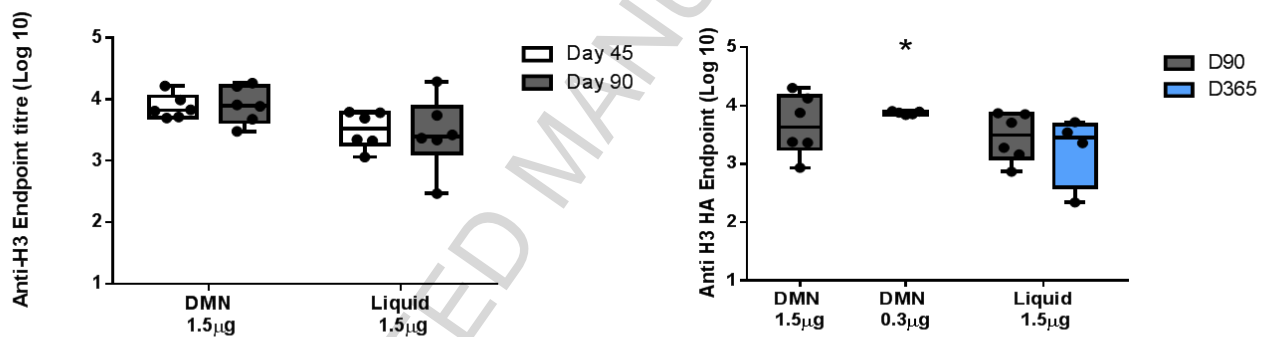 Anti-H3 Endpoint titre (Log 10)
5
4
3
2
1
DMN
1.5µg
Liquid
1.5µg
Day 45
Day 90
TED MANU
Anti H3 HA Endpoint (Log 10)
5
4
3
2
1
*
DMN
1.5µg
DMN
0.3µg
Liquid
1.5µg
D90
D365